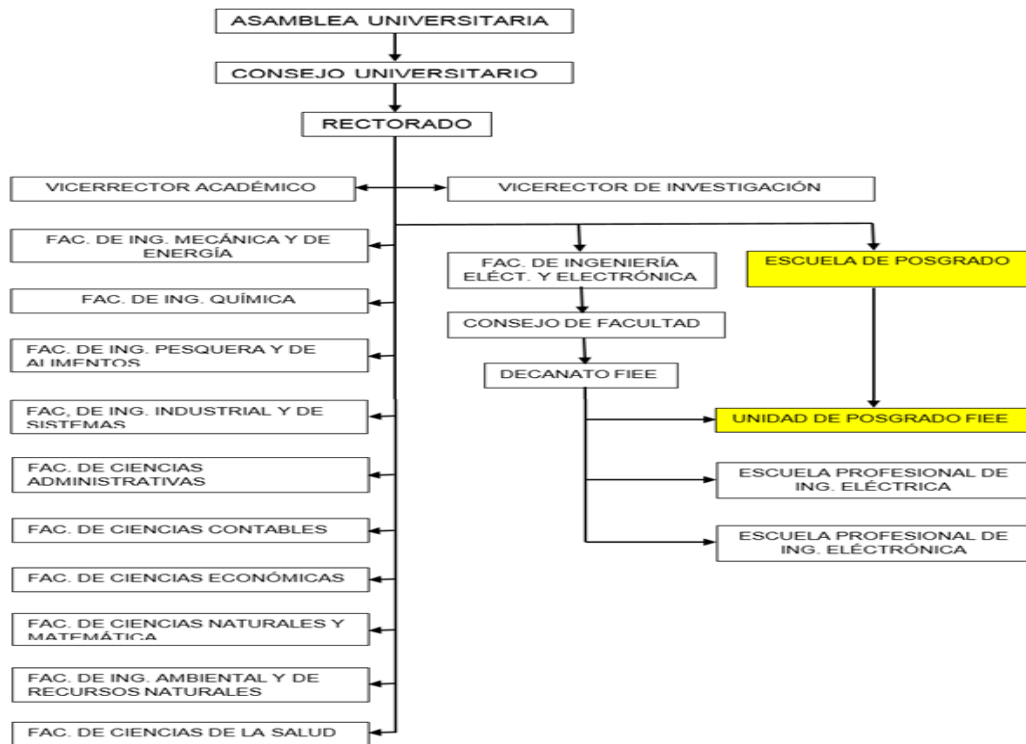 ASAMBLEA UNIVERSITARIA
CONSEJO UNIVERSITARIO
RECTORADO
VICERRECTOR ACADÉMICO
VICERECTOR DE INVESTIGACIÓN
FAC. DE ING. MECÁNICA Y DE
ENERGÍA
FAC. DE ING. QUÍMICA
FAC. DE ING. PESQUERA Y DE
ALIMENTOS
FAC, DE ING. INDUSTRIAL Y DE
SISTEMAS
FAC. DE CIENCIAS
ADMINISTRATIVAS
FAC. DE CIENCIAS CONTABLES
FAC. DE CIENCIAS ECONÓMICAS
FAC. DE CIENCIAS NATURALES Y
MATEMÁTICA
FAC. DE ING. AMBIENTAL Y DE
RECURSOS NATURALES
FAC. DE CIENCIAS DE LA SALUD
FAC. DE INGENIERÍA
ELÉCT. Y ELECTRÓNICA
CONSEJO DE FACULTAD
DECANATO FIEE
ESCUELA DE POSGRADO
UNIDAD DE POSGRADO FIEE
ESCUELA PROFESIONAL DE
ING. ELÉCTRICA
ESCUELA PROFESIONAL DE
ING. ELÉCTRÓNICA